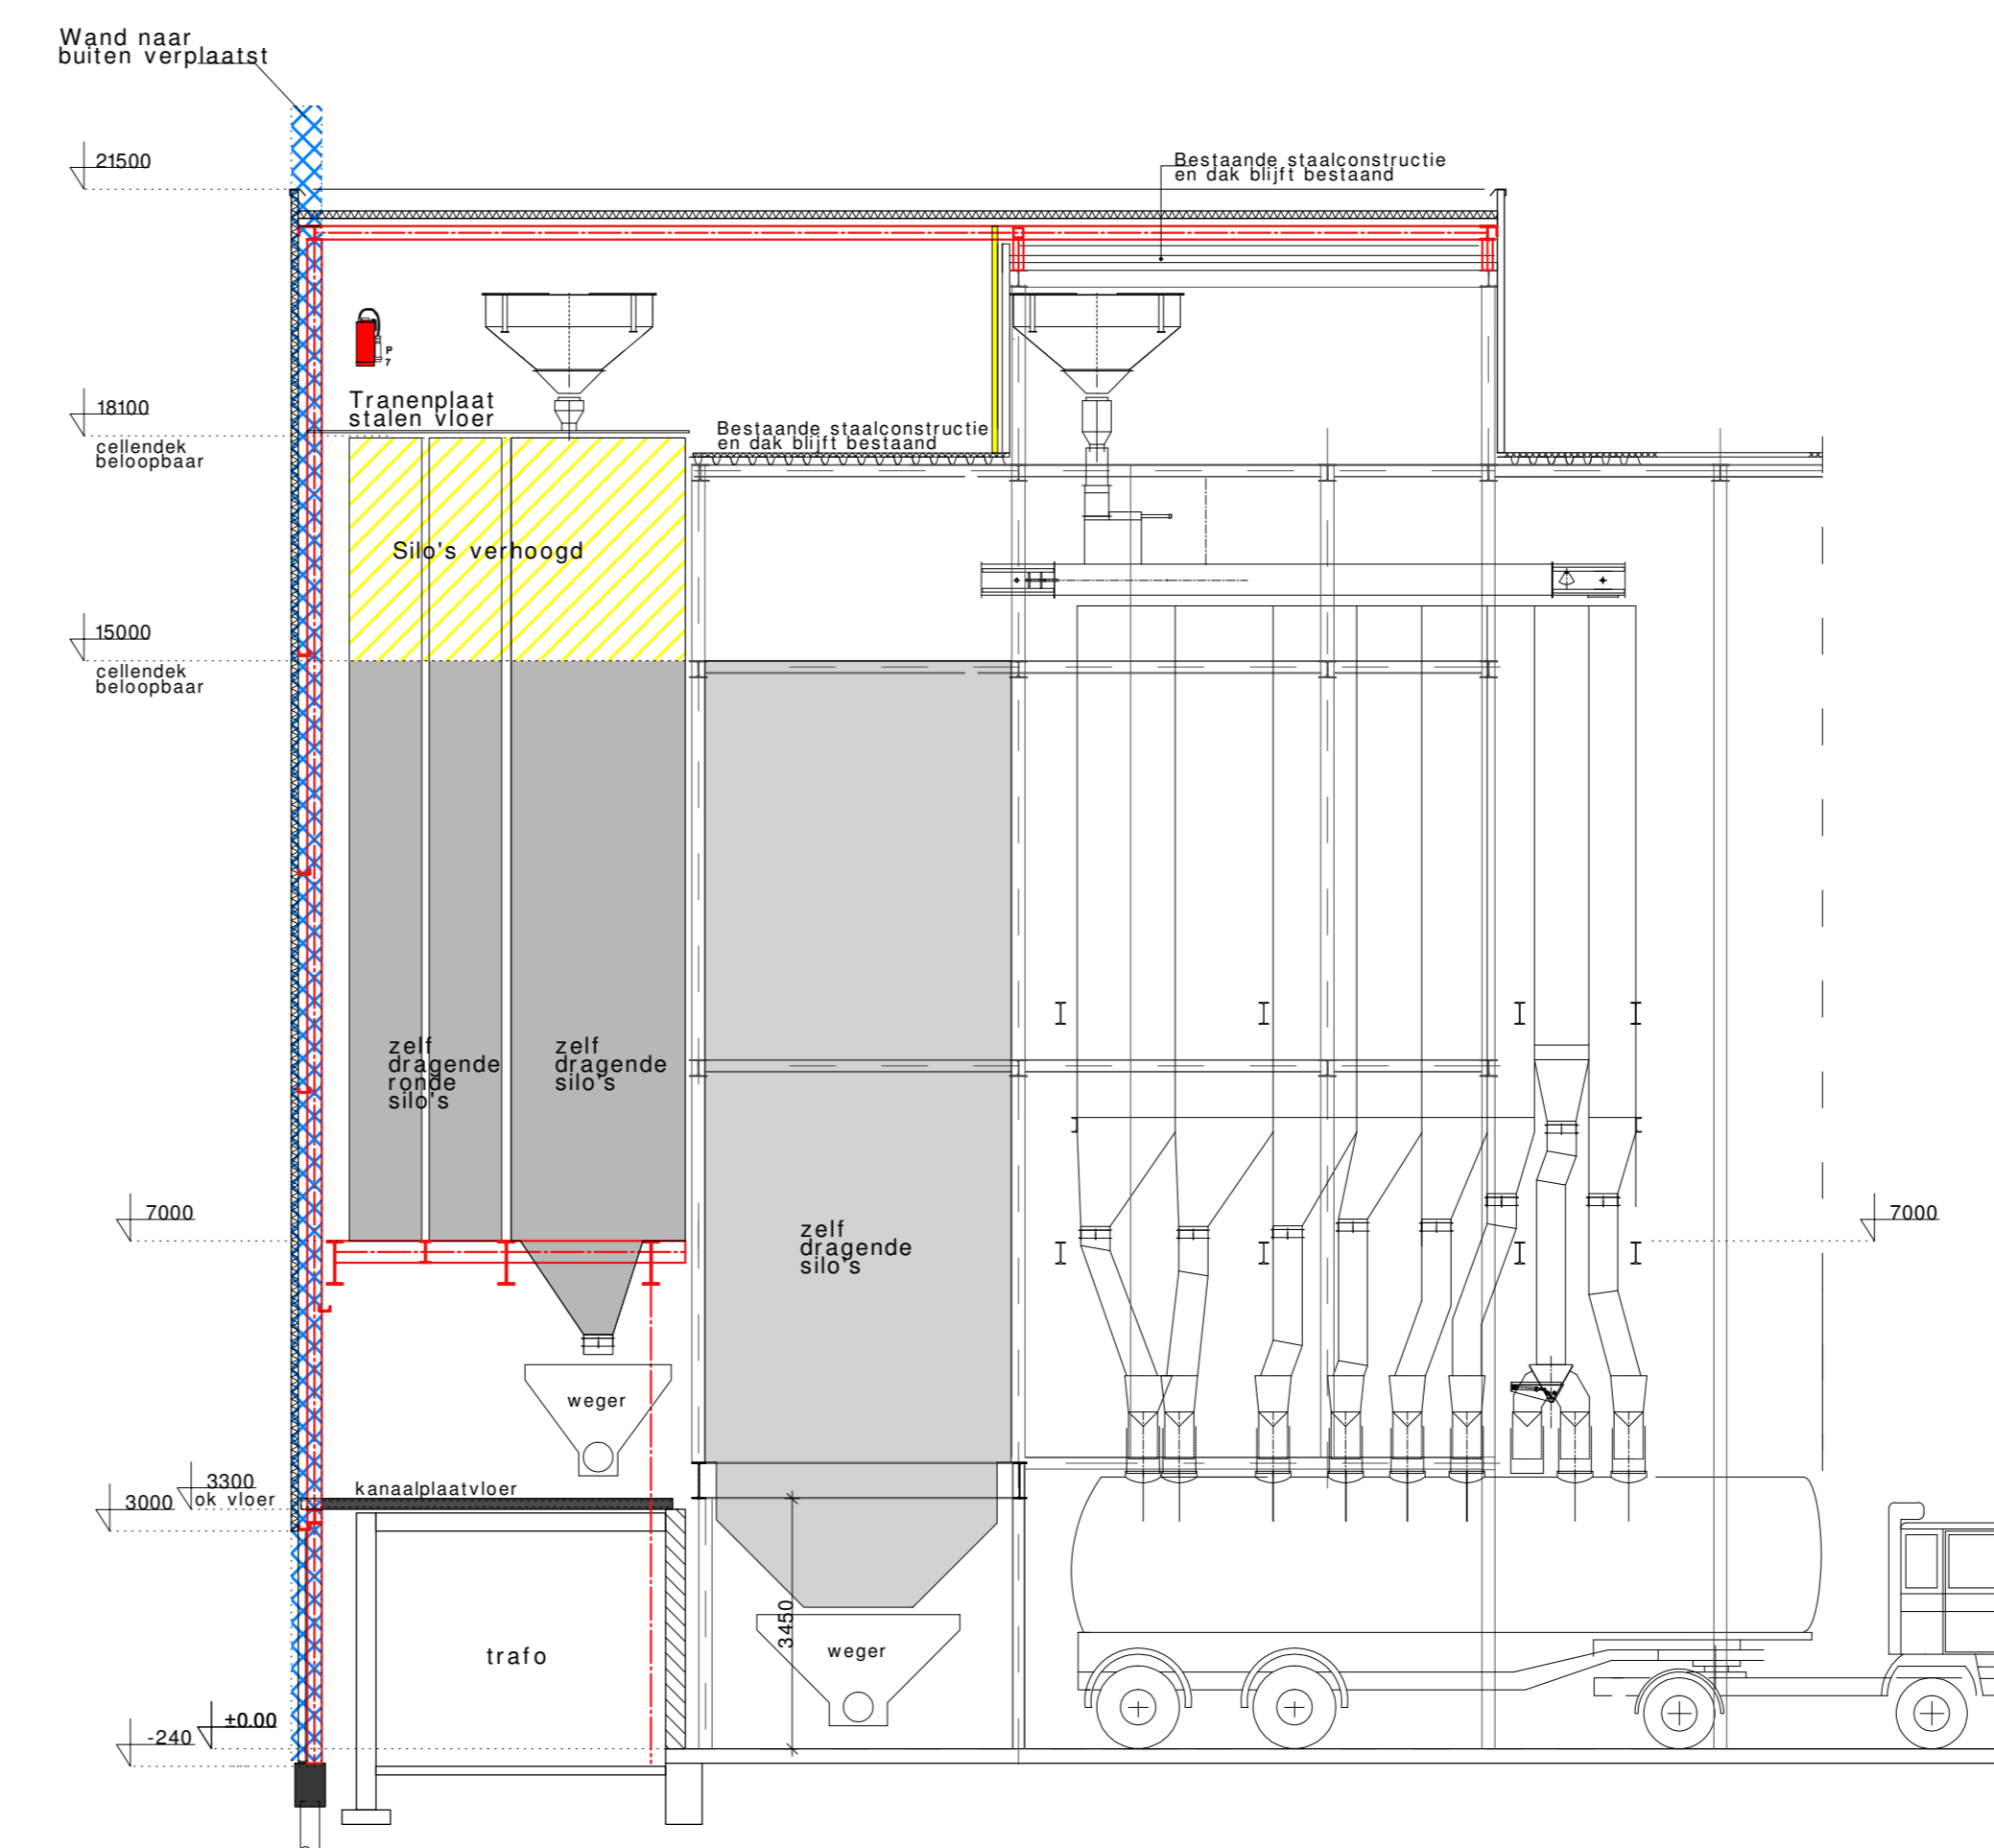 Wand naar
buiten verplaatst
21500
Bestaande staalconstructie
en dak blijft bestaand
P
7
Tranenplaat
stalen vloer
18100
cellendek
beloopbaar
Bestaande staalconstructie
en dak blijft bestaand
Silo's verhoogd
15000
cellendek
beloopbaar
zelf
dragende
ronde
silo's
zelf
dragende
silo's
7000
7000
zelf
dragende
silo's
weger
3300
ok vloer
3000
kanaalplaatvloer
3450
trafo
weger
±0.00
-240